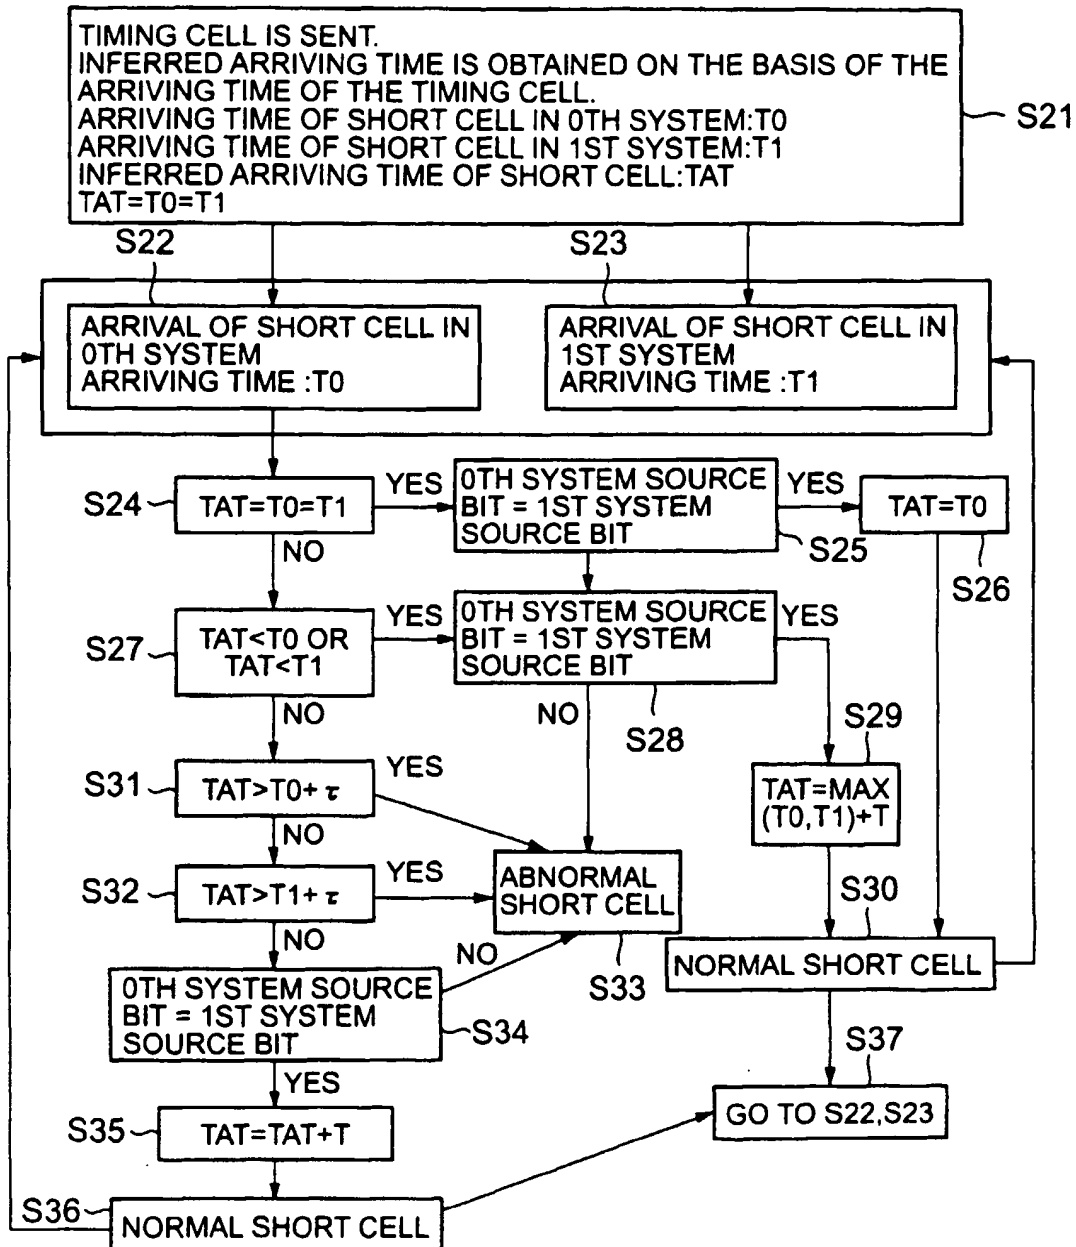 TIMING CELL IS SENT.
INFERRED ARRIVING TIME IS OBTAINED ON THE BASIS OF THE
ARRIVING TIME OF THE TIMING CELL.
ARRIVING TIME OF SHORT CELL IN 0TH SYSTEM:T0
ARRIVING TIME OF SHORT CELL IN 1ST SYSTEM:T1
INFERRED ARRIVING TIME OF SHORT CELL:TAT
TAT=T0=T1
S21
S22
S23
ARRIVAL OF SHORT CELL IN
0TH SYSTEM
ARRIVING TIME :T0
ARRIVAL OF SHORT CELL IN
1ST SYSTEM
ARRIVING TIME :T1
S24
TAT=T0=T1
YES
NO
0TH SYSTEM SOURCE
BIT = 1ST SYSTEM
SOURCE BIT
S25
YES
TAT=T0
S26
S27
TAT<T0 OR
TAT<T1
YES
NO
0TH SYSTEM SOURCE
BIT = 1ST SYSTEM
SOURCE BIT
S28
YES
NO
S29
TAT=MAX
(T0,T1)+T
S31
TAT>T0+τ
YES
NO
S32
TAT>T1+τ
YES
NO
ABNORMAL
SHORT CELL
S33
S30
NORMAL SHORT CELL
0TH SYSTEM SOURCE
BIT = 1ST SYSTEM
SOURCE BIT
S34
NO
YES
S37
GO TO S22,S23
S35
TAT=TAT+T
S36
NORMAL SHORT CELL